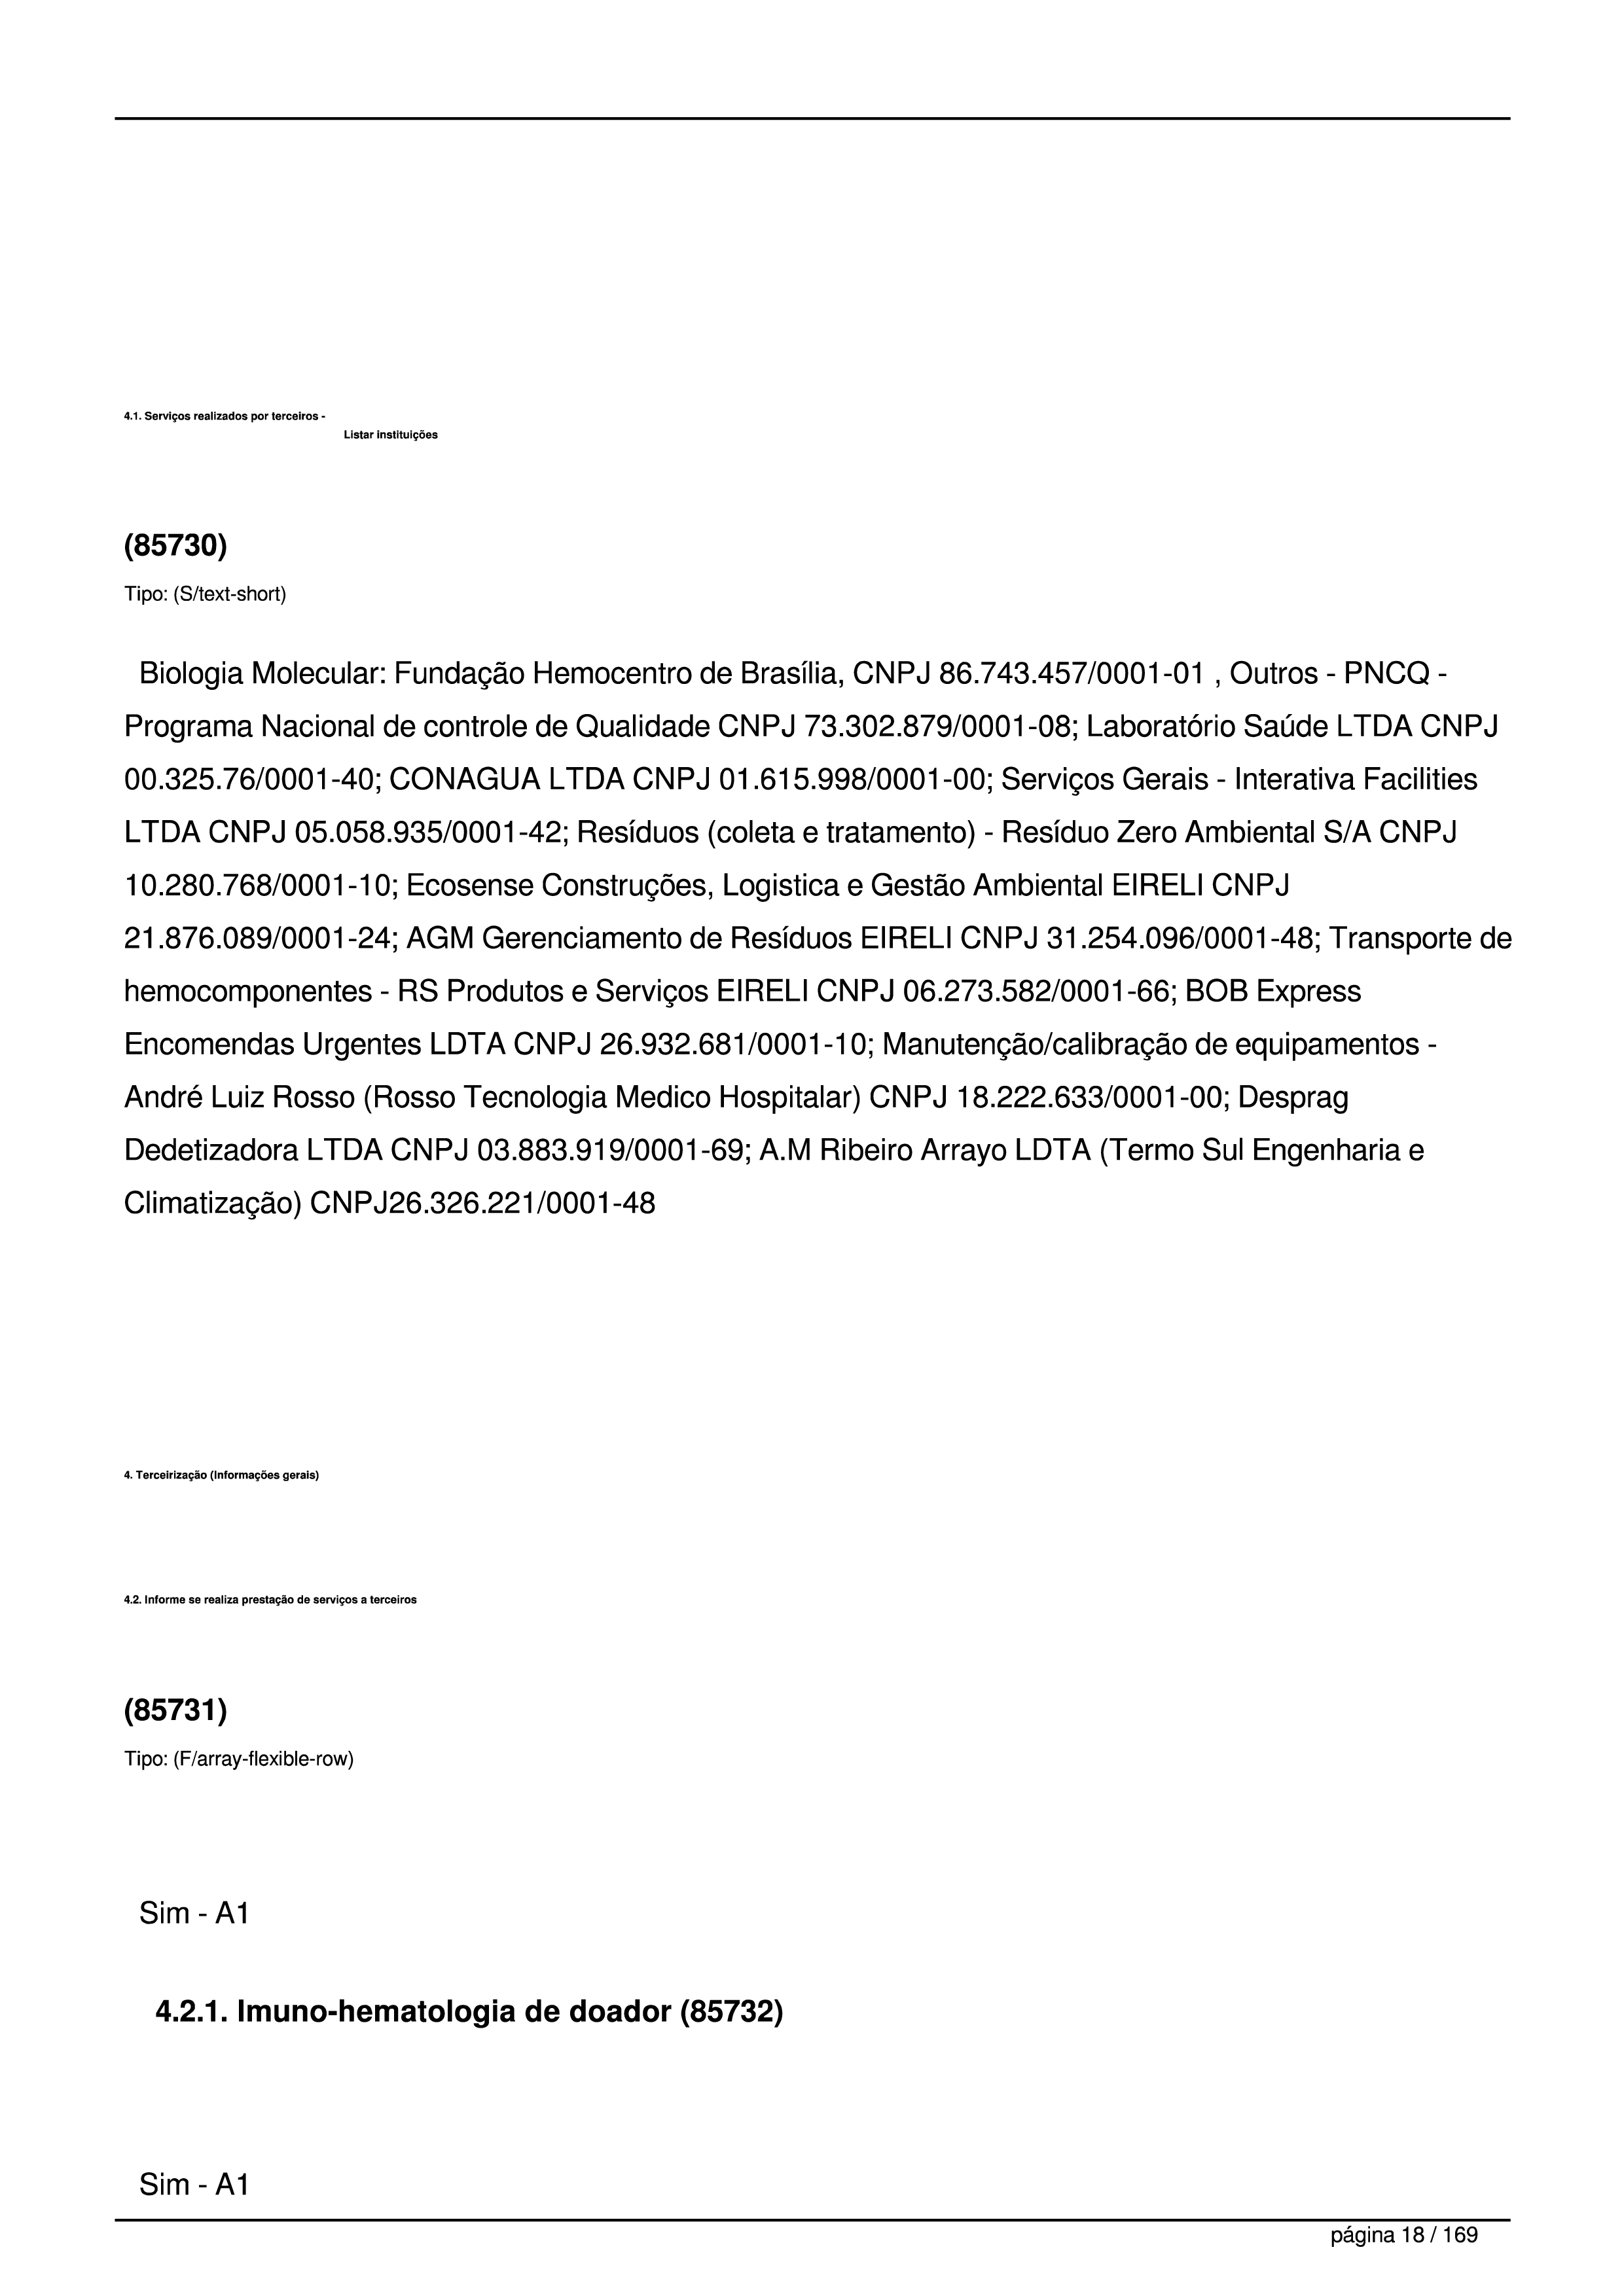 4.1. Serviços realizados por terceiros -
Listar instituições
(85730)
Tipo: (S/text-short)
Biologia Molecular: Fundação Hemocentro de Brasília, CNPJ 86.743.457/0001-01 , Outros - PNCQ -
Programa Nacional de controle de Qualidade CNPJ 73.302.879/0001-08; Laboratório Saúde LTDA CNPJ
00.325.76/0001-40; CONAGUA LTDA CNPJ 01.615.998/0001-00; Serviços Gerais - Interativa Facilities
LTDA CNPJ 05.058.935/0001-42; Resíduos (coleta e tratamento) - Resíduo Zero Ambiental S/A CNPJ
10.280.768/0001-10; Ecosense Construções, Logistica e Gestão Ambiental EIRELI CNPJ
21.876.089/0001-24; AGM Gerenciamento de Resíduos EIRELI CNPJ 31.254.096/0001-48; Transporte de
hemocomponentes - RS Produtos e Serviços EIRELI CNPJ 06.273.582/0001-66; BOB Express
Encomendas Urgentes LDTA CNPJ 26.932.681/0001-10; Manutenção/calibração de equipamentos -
André Luiz Rosso (Rosso Tecnologia Medico Hospitalar) CNPJ 18.222.633/0001-00; Desprag
Dedetizadora LTDA CNPJ 03.883.919/0001-69; A.M Ribeiro Arrayo LDTA (Termo Sul Engenharia e
Climatização) CNPJ26.326.221/0001-48
4. Terceirização (Informações gerais)
4.2. Informe se realiza prestação de serviços a terceiros
(85731)
Tipo: (F/array-flexible-row)
Sim - A1
4.2.1. Imuno-hematologia de doador (85732)
Sim - A1
página 18 / 169